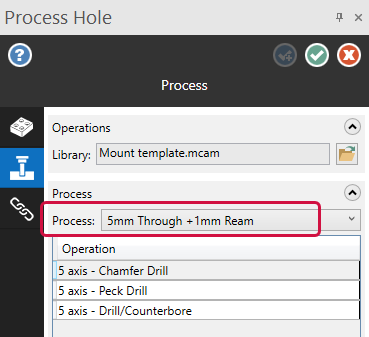 Process Hole
Process
Operations
Library: Mount template.mcam
Process
Process: 5mm Through +1mm Ream
Operation
5 axis - Chamfer Drill
5 axis - Peck Drill
5 axis - Drill/Counterbore